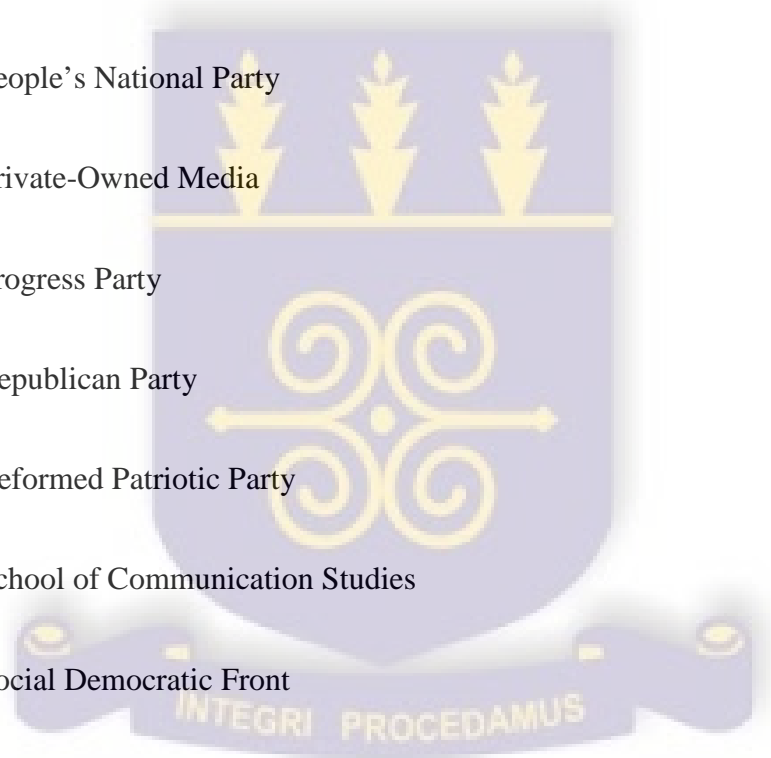 eople’s National Party
rivate-Owned Media
rogress Party
epublican Party
eformed Patriotic Party
chool of Communication Studies
ocial Democratic Front
INTEGRI PROCEDAMUS